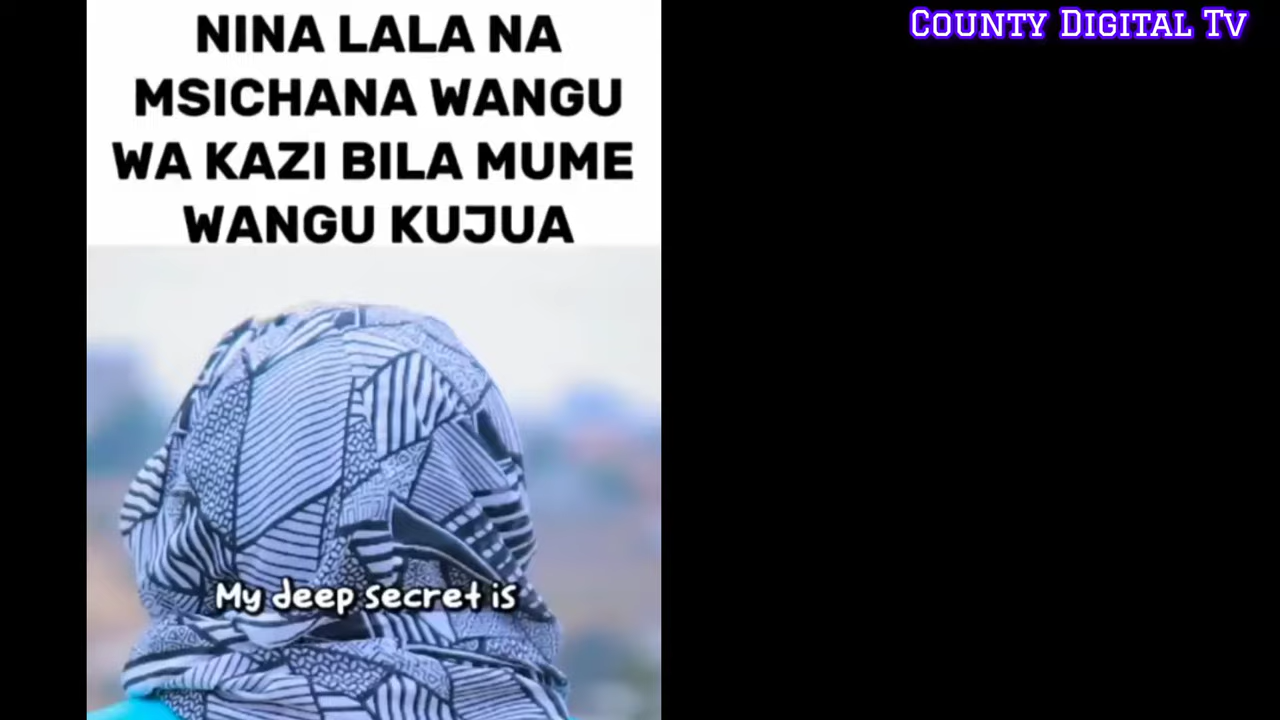 County Digital Tv
NINA LALA NA
MSICHANA WANGU
WA KAZI BILA MUME
WANGU KUJUA
My deep secret is